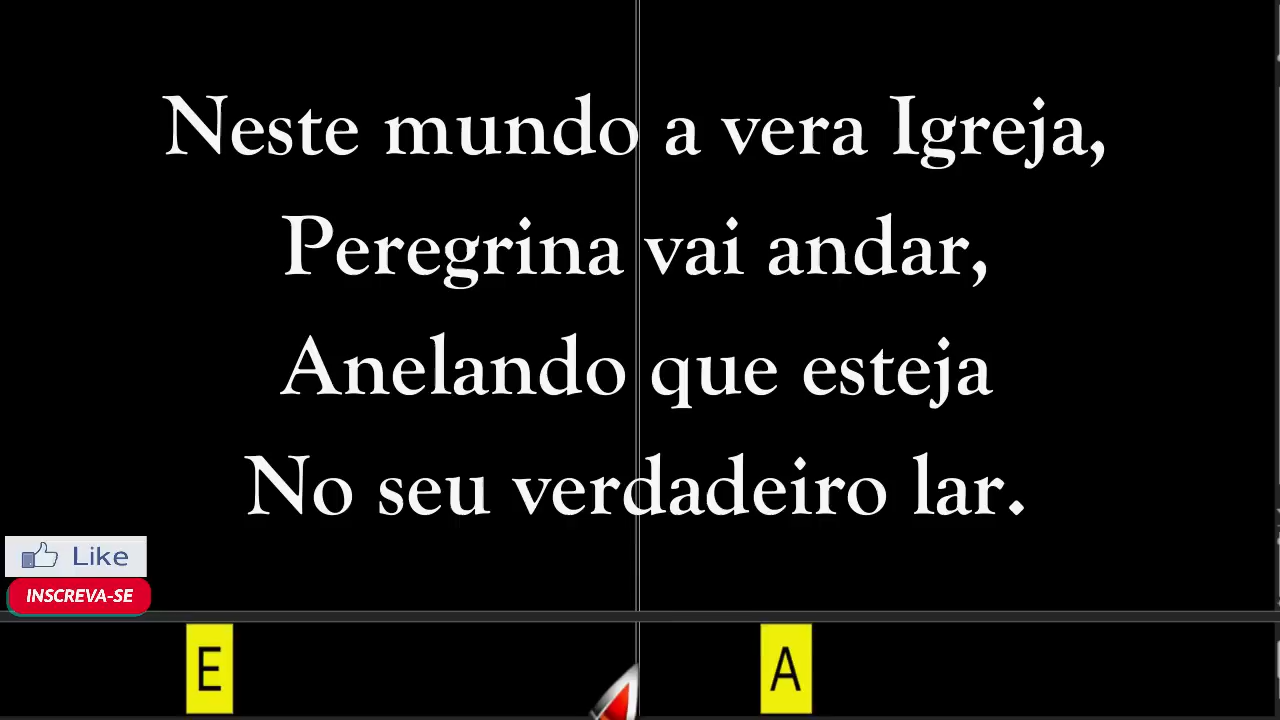 Neste mundo a vera Igreja,
Peregrina vai andar,
Anelando que esteja
No seu verdadeiro lar.
Like
INSCREVA-SE
E A